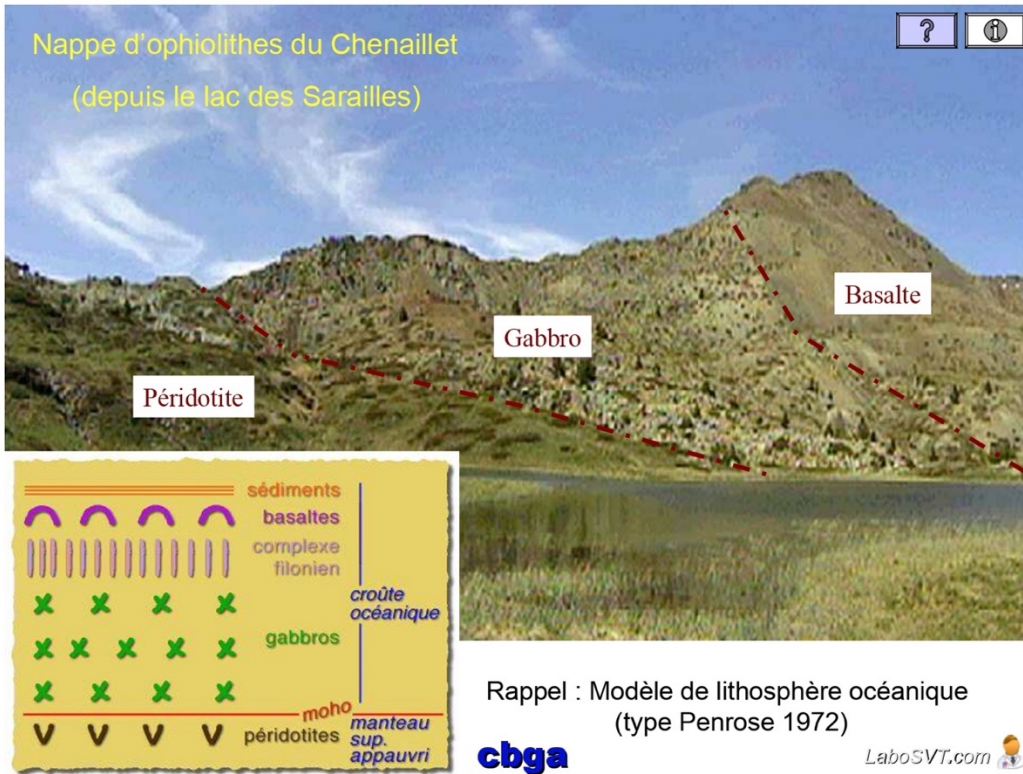 Nappe d'ophiolithes du Chenaillet
(depuis le lac des Sarailles)
?
i
Basalte
Gabbro
Péridotite
sédiments
basaltes
complexe
filonien
croûte
océanique
gabbros
moho
manteau
sup.
appauvri
péridotites
Rappel : Modèle de lithosphère océanique
(type Penrose 1972)
cbga
LaboSVT.com